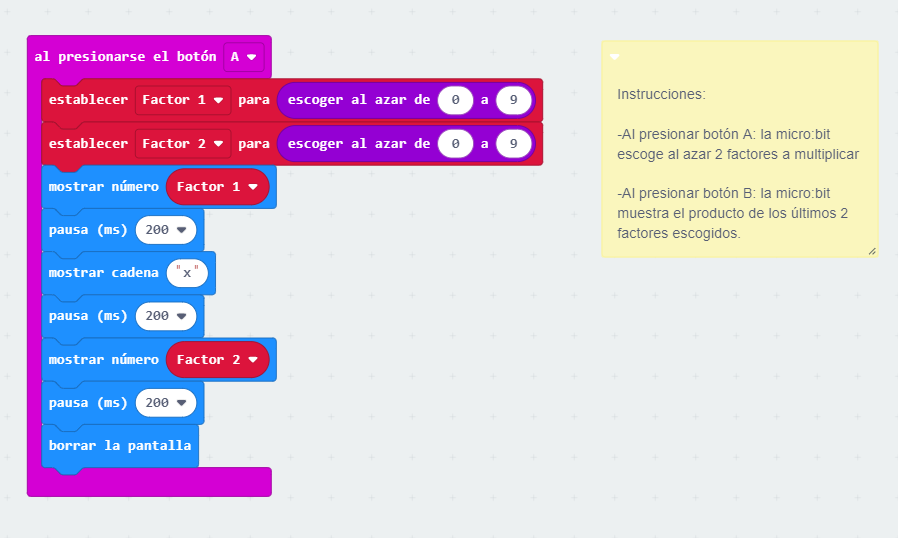 al presionarse el botón A
establecer Factor 1 para escoger al azar de 0 a 9
establecer Factor 2 para escoger al azar de 0 a 9
mostrar número Factor 1
pausa (ms) 200
mostrar cadena "x"
pausa (ms) 200
mostrar número Factor 2
pausa (ms) 200
borrar la pantalla
Instrucciones:
-Al presionar botón A: la micro:bit
escoge al azar 2 factores a multiplicar
-Al presionar botón B: la micro:bit
muestra el producto de los últimos 2
factores escogidos.